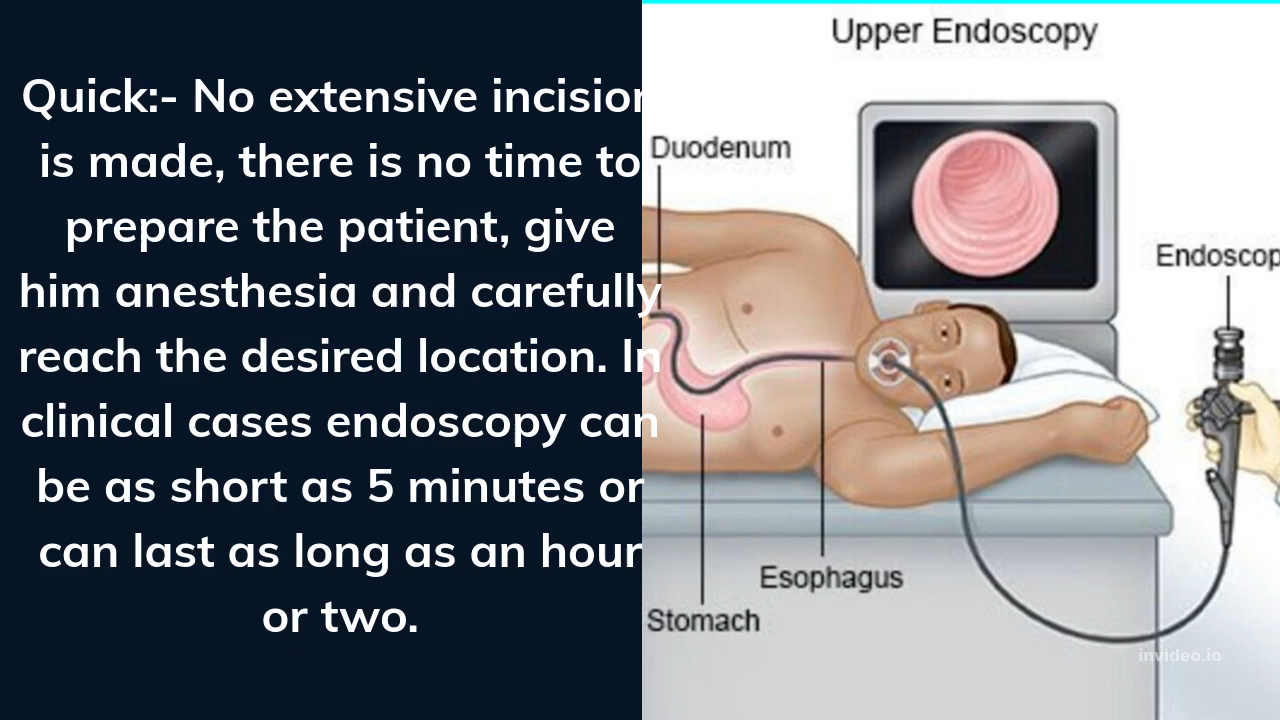 Quick:- No extensive incision
is made, there is no time to
prepare the patient, give
him anesthesia and carefully
reach the desired location. In
clinical cases endoscopy can
be as short as 5 minutes or
can last as long as an hour
or two.
Upper Endoscopy
Duodenum
Endoscop
Esophagus
Stomach
invideo.io